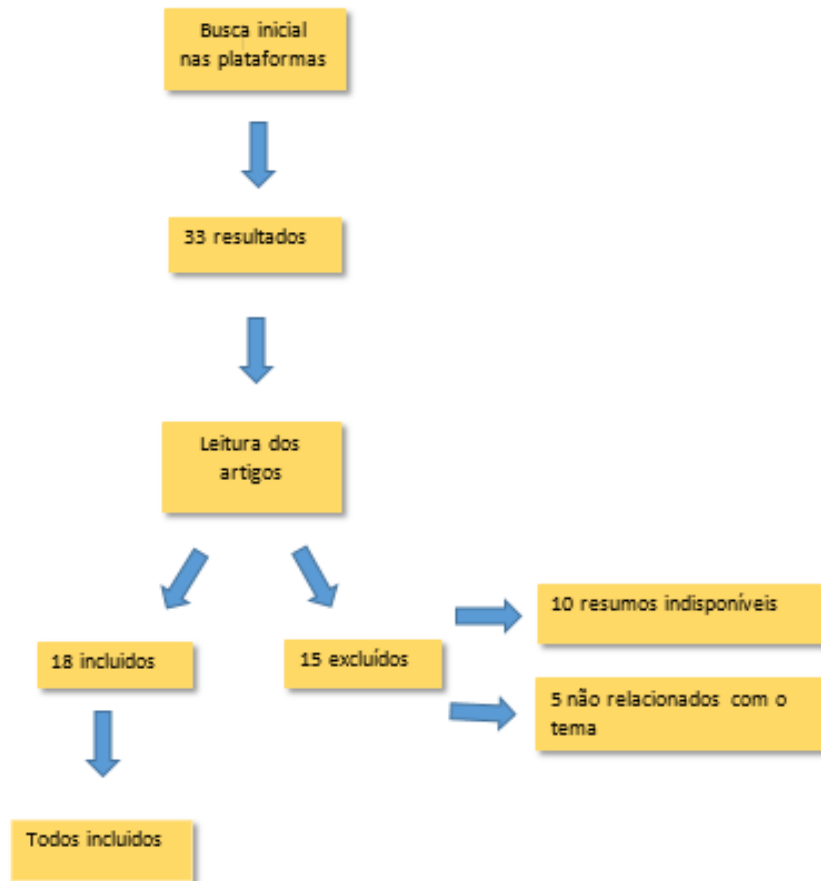 Busca inicial
nas plataformas
33 resultados
Leitura dos
artigos
18 incluidos
15 excluídos
10 resumos indisponíveis
5 não relacionados com o
tema
Todos incluidos